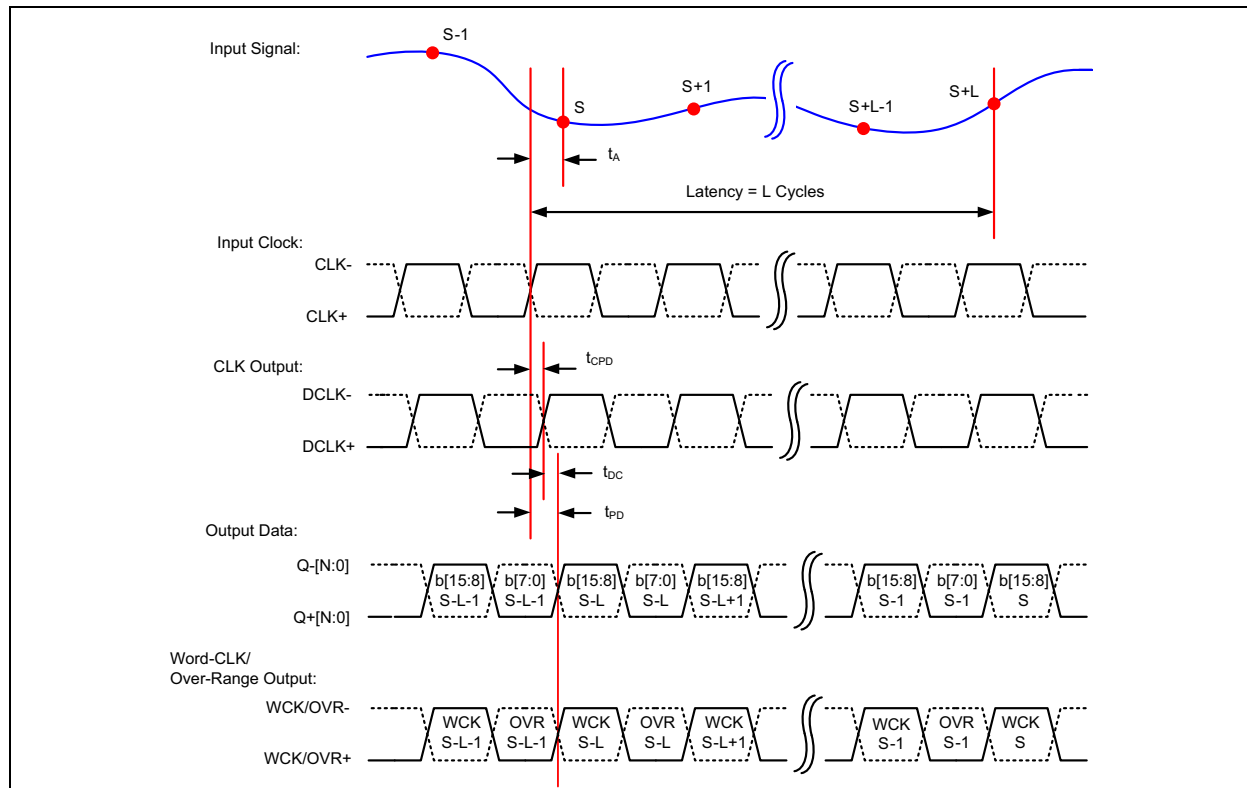 Input Signal:
S-1
S
S+1
S+L-1
S+L
tA
Latency = L Cycles
Input Clock:
CLK-
CLK+
tCPD
CLK Output:
DCLK-
DCLK+
tDC
tPD
Output Data:
Q-[N:0]
b[15:8] b[7:0] b[15:8] b[7:0] b[15:8] b[15:8] b[7:0] b[15:8]
S-L-1 S-L-1 S-L S-L S-L+1 S-1 S-1 S
Q+[N:0]
Word-CLK/
Over-Range Output:
WCK/OVR-
WCK OVR WCK OVR WCK WCK OVR WCK
S-L-1 S-L-1 S-L S-L S-L+1 S-1 S-1 S
WCK/OVR+